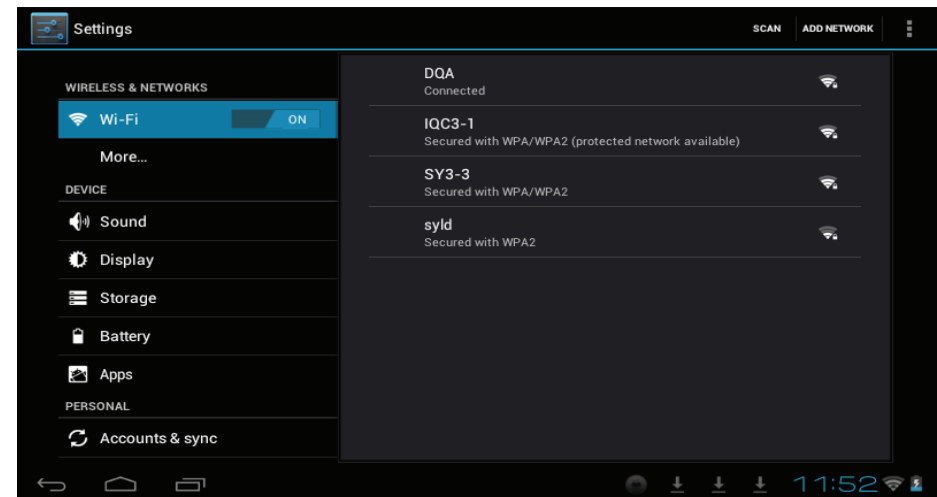 Settings
SCAN
ADD NETWORK
WIRELESS & NETWORKS
Wi-Fi
ON
More...
DEVICE
Sound
Display
Storage
Battery
Apps
PERSONAL
Accounts & sync
DQA
Connected
IQC3-1
Secured with WPA/WPA2 (protected network available)
SY3-3
Secured with WPA/WPA2
syld
Secured with WPA2
11:52